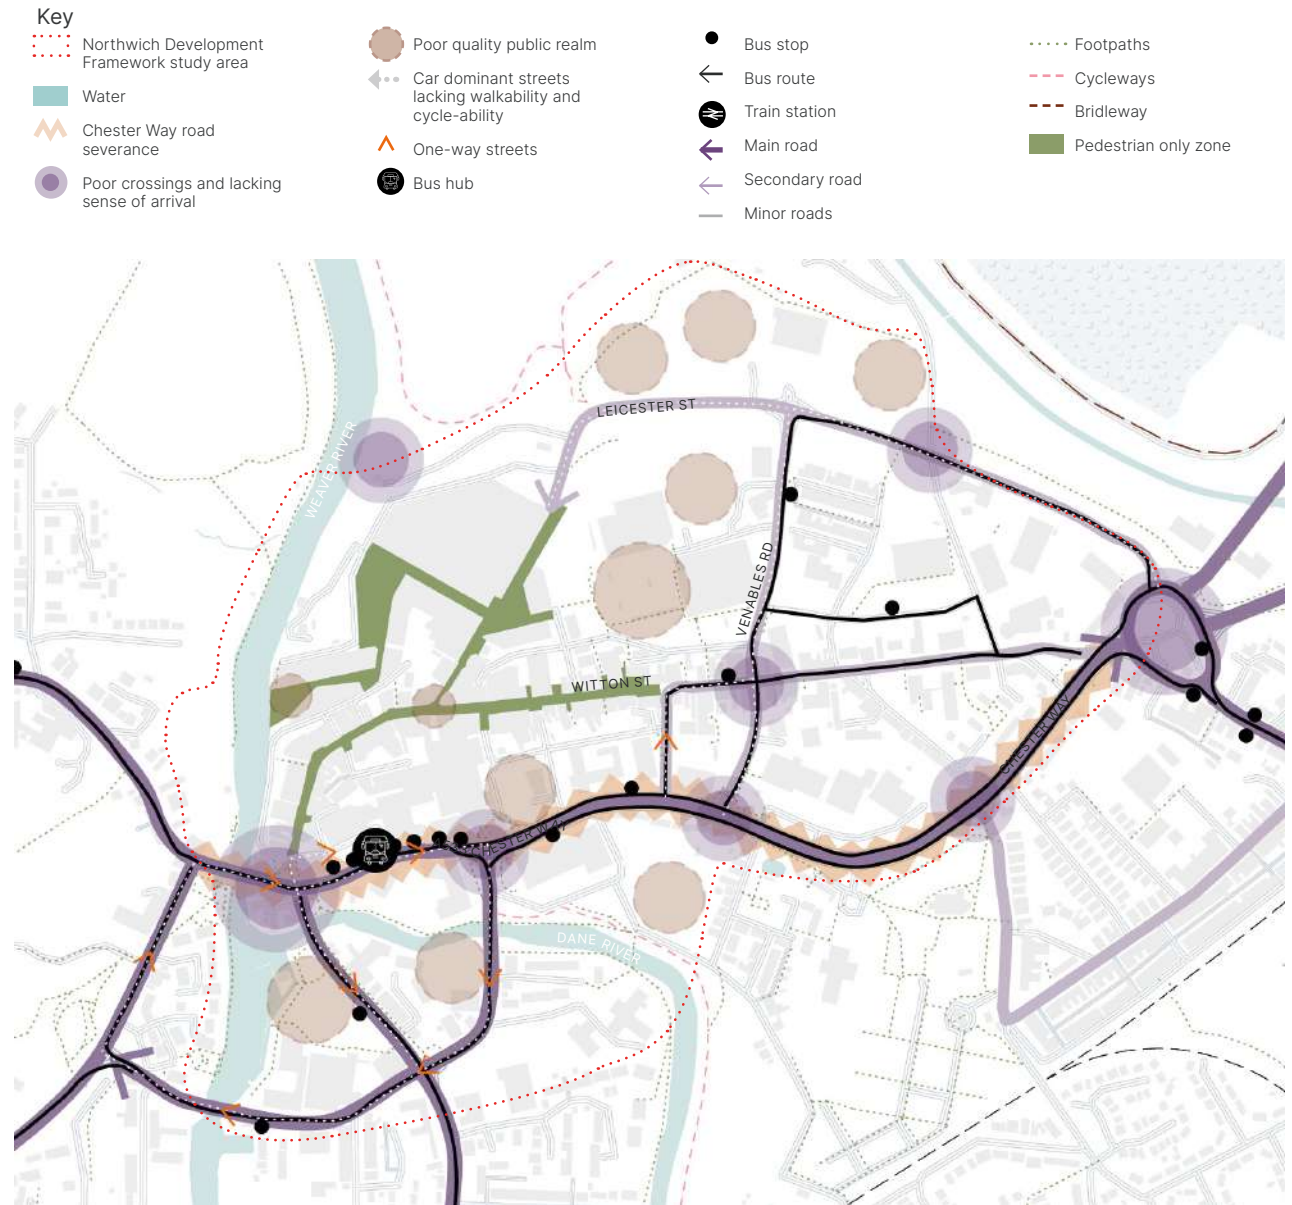 Key
Northwich Development
Framework study area
Water
Chester Way road
severance
Poor crossings and lacking
sense of arrival
Poor quality public realm
Car dominant streets
lacking walkability and
cycle-ability
One-way streets
Bus hub
Bus stop
Bus route
Train station
Main road
Secondary road
Minor roads
Footpaths
Cycleways
Bridleway
Pedestrian only zone
LEICESTER ST
WEAVER RIVER
VENABLES RD
WITTON ST
CHESTER WAY
CHESTER WAY
DANE RIVER